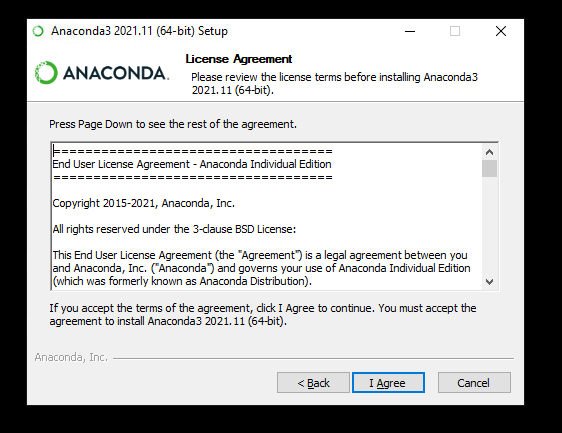 Anaconda3 2021.11 (64-bit) Setup
ANACONDA.
License Agreement
Please review the license terms before installing Anaconda3
2021.11 (64-bit).
Press Page Down to see the rest of the agreement.
===================================
End User License Agreement - Anaconda Individual Edition
===================================
Copyright 2015-2021, Anaconda, Inc.
All rights reserved under the 3-clause BSD License:
This End User License Agreement (the "Agreement") is a legal agreement between you
and Anaconda, Inc. ("Anaconda") and governs your use of Anaconda Individual Edition
(which was formerly known as Anaconda Distribution).
If you accept the terms of the agreement, click I Agree to continue. You must accept the
agreement to install Anaconda3 2021.11 (64-bit).
Anaconda, Inc.
< Back
I Agree
Cancel